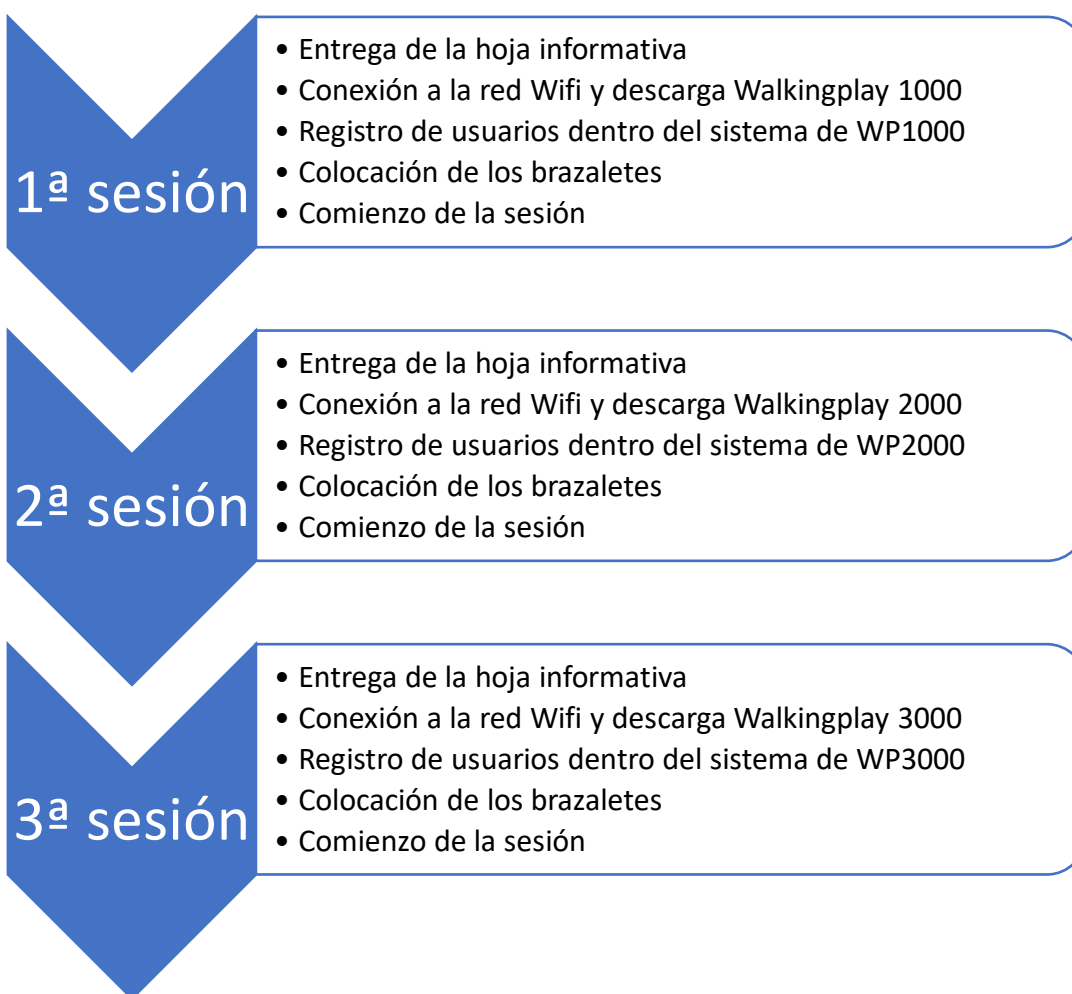 1ª sesión
• Entrega de la hoja informativa
• Conexión a la red Wifi y descarga Walkingplay 1000
• Registro de usuarios dentro del sistema de WP1000
• Colocación de los brazaletes
• Comienzo de la sesión
2ª sesión
• Entrega de la hoja informativa
• Conexión a la red Wifi y descarga Walkingplay 2000
• Registro de usuarios dentro del sistema de WP2000
• Colocación de los brazaletes
• Comienzo de la sesión
3ª sesión
• Entrega de la hoja informativa
• Conexión a la red Wifi y descarga Walkingplay 3000
• Registro de usuarios dentro del sistema de WP3000
• Colocación de los brazaletes
• Comienzo de la sesión